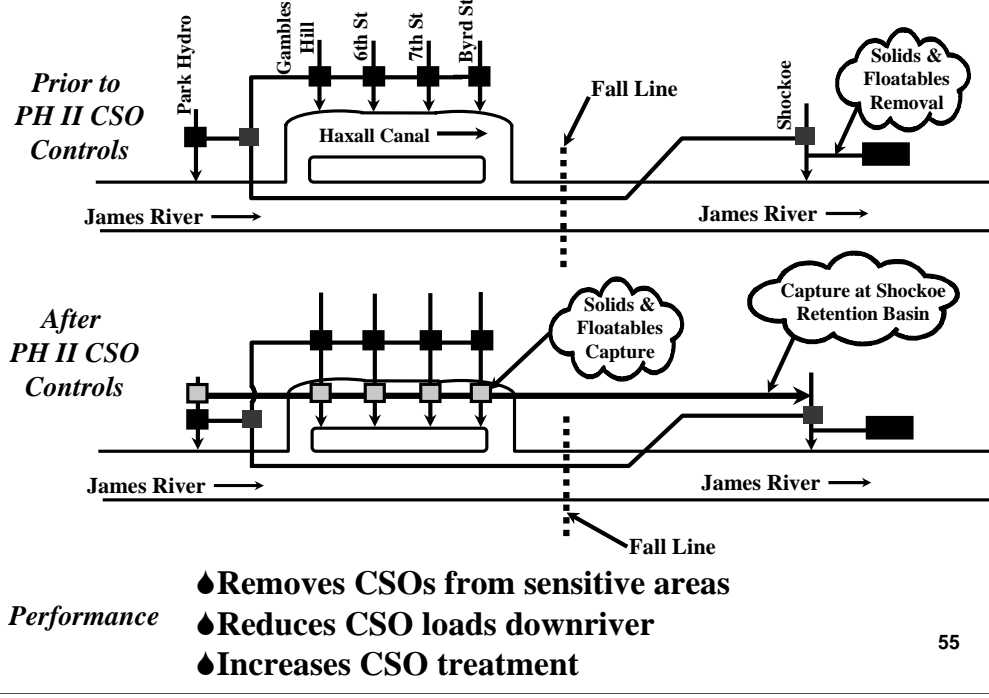 Prior to
PH II CSO
Controls
Park Hydro
Gambles
Hill
6th St
7th St
Byrd St
Haxall Canal
Fall Line
Shockoe
Solids &
Floatables
Removal
James River
James River
After
PH II CSO
Controls
Solids &
Floatables
Capture
Capture at Shockoe
Retention Basin
James River
James River
Fall Line
Performance
Removes CSOs from sensitive areas
Reduces CSO loads downriver
Increases CSO treatment
55